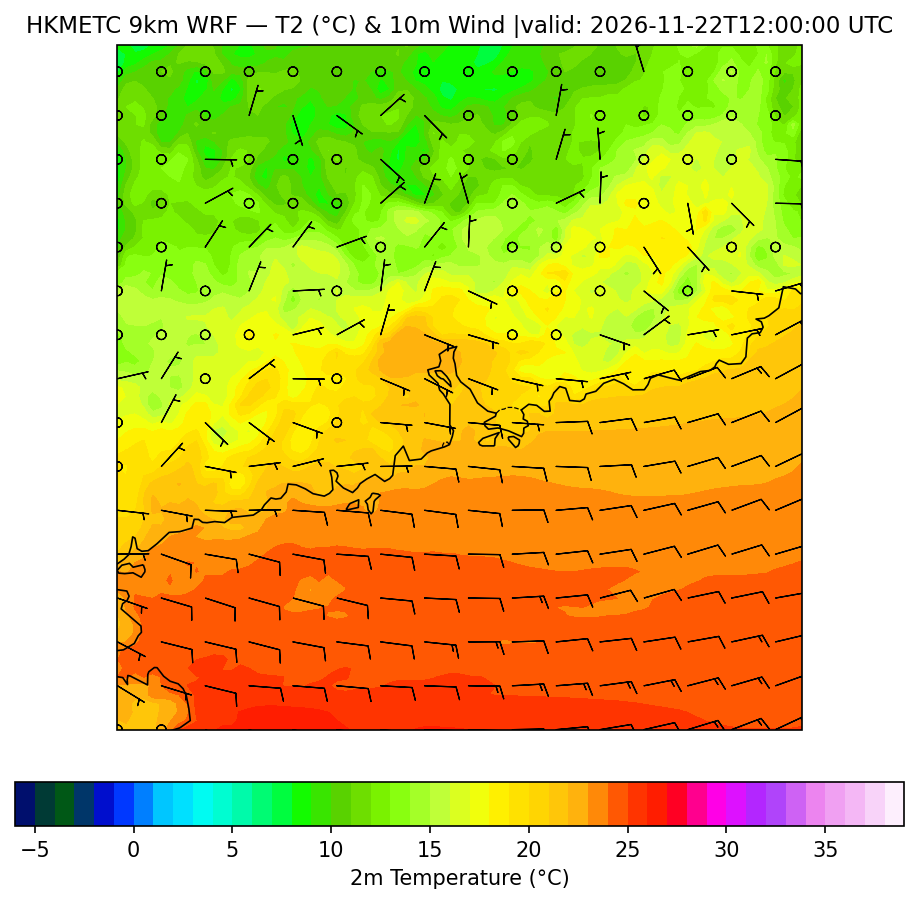 HKMETC 9km WRF — T2 (°C) & 10m Wind |valid: 2026-11-22T12:00:00 UTC
−5 0 5 10 15 20 25 30 35
2m Temperature (°C)